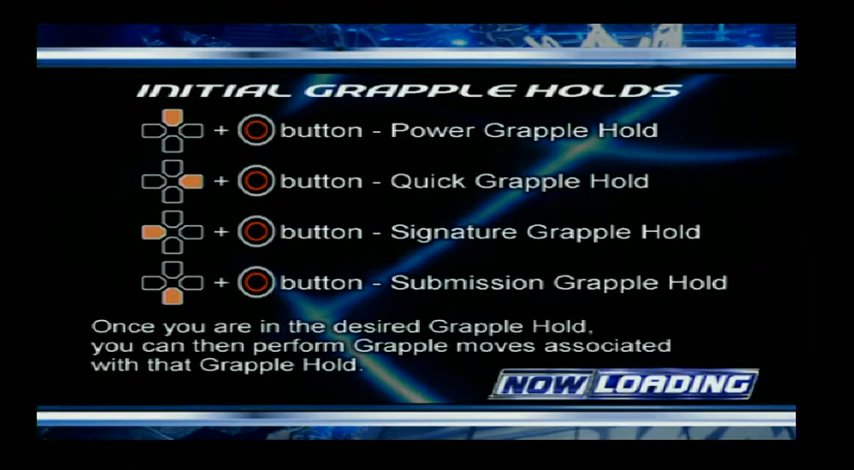 INITIAL GRAPPLE HOLDS
+ button - Power Grapple Hold
+ button - Quick Grapple Hold
+ button - Signature Grapple Hold
+ button - Submission Grapple Hold
Once you are in the desired Grapple Hold,
you can then perform Grapple moves associated
with that Grapple Hold.
NOW LOADING